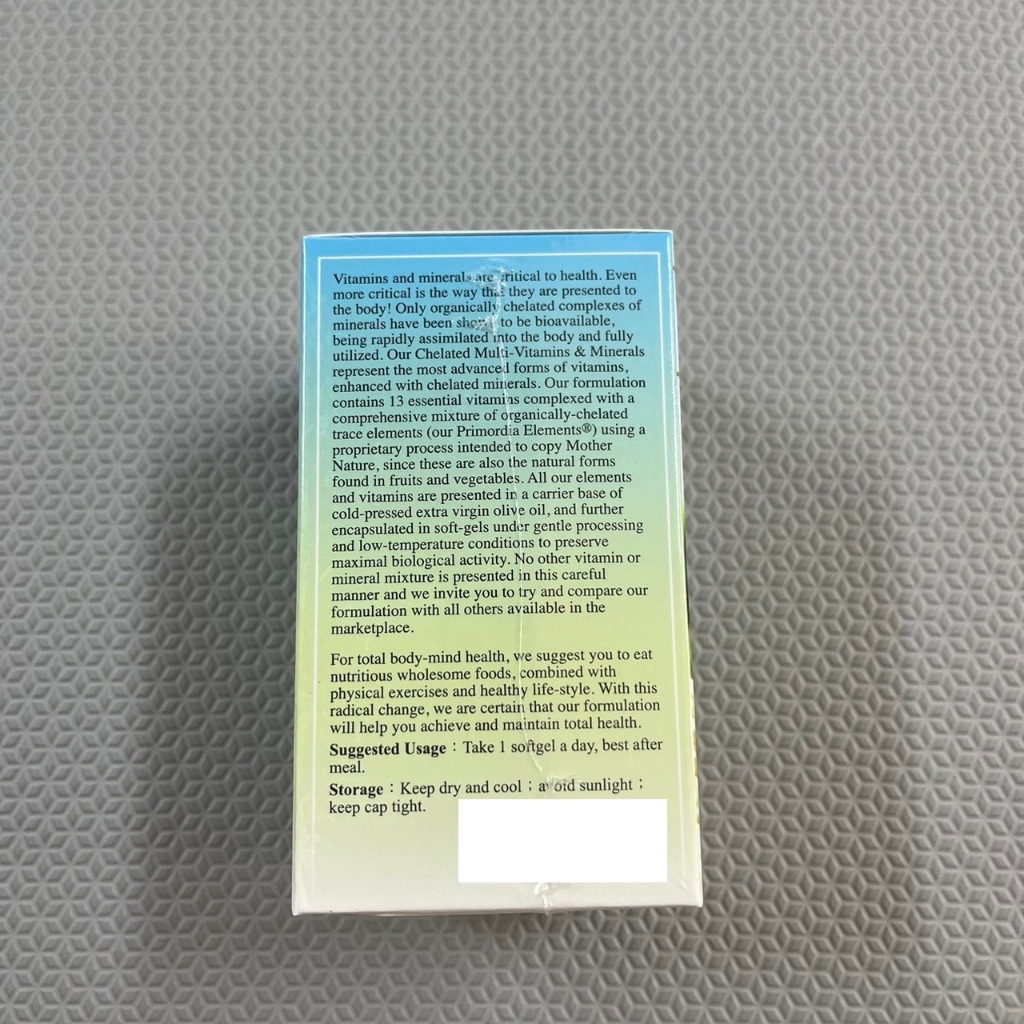 Vitamins and minerals are critical to health. Even
more critical is the way that they are presented to
the body! Only organically chelated complexes of
minerals have been shown to be bioavailable,
being rapidly assimilated into the body and fully
utilized. Our Chelated Multi-Vitamins & Minerals
represent the most advanced forms of vitamins,
enhanced with chelated minerals. Our formulation
contains 13 essential vitamins complexed with a
comprehensive mixture of organically-chelated
trace elements (our Primordia Elements®) using a
proprietary process intended to copy Mother
Nature, since these are also the natural forms
found in fruits and vegetables. All our elements
and vitamins are presented in a carrier base of
cold-pressed extra virgin olive oil, and further
encapsulated in soft-gels under gentle processing
and low-temperature conditions to preserve
maximal biological activity. No other vitamin or
mineral mixture is presented in this careful
manner and we invite you to try and compare our
formulation with all others available in the
marketplace.
For total body-mind health, we suggest you to eat
nutritious wholesome foods, combined with
physical exercises and healthy life-style. With this
radical change, we are certain that our formulation
will help you achieve and maintain total health.
Suggested Usage：Take 1 softgel a day, best after
meal.
Storage：Keep dry and cool；avoid sunlight；
keep cap tight.